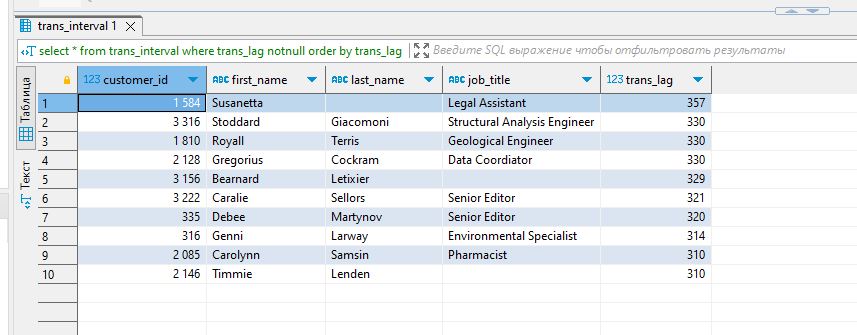 trans_interval 1
select * from trans_interval where trans_lag notnull order by trans_lag Введите SQL выражение чтобы отфильтровать результаты
Таблица
Текст
123 customer_id ABC first_name ABC last_name ABC job_title 123 trans_lag
1 1 584 Susanetta Legal Assistant 357
2 3 316 Stoddard Giacomoni Structural Analysis Engineer 330
3 1 810 Royall Terris Geological Engineer 330
4 2 128 Gregorius Cockram Data Coordiator 330
5 3 156 Bearnard Letixier 329
6 3 222 Caralie Sellors Senior Editor 321
7 335 Debee Martynov Senior Editor 320
8 316 Genni Larway Environmental Specialist 314
9 2 085 Carolynn Samsin Pharmacist 310
10 2 146 Timmie Lenden 310